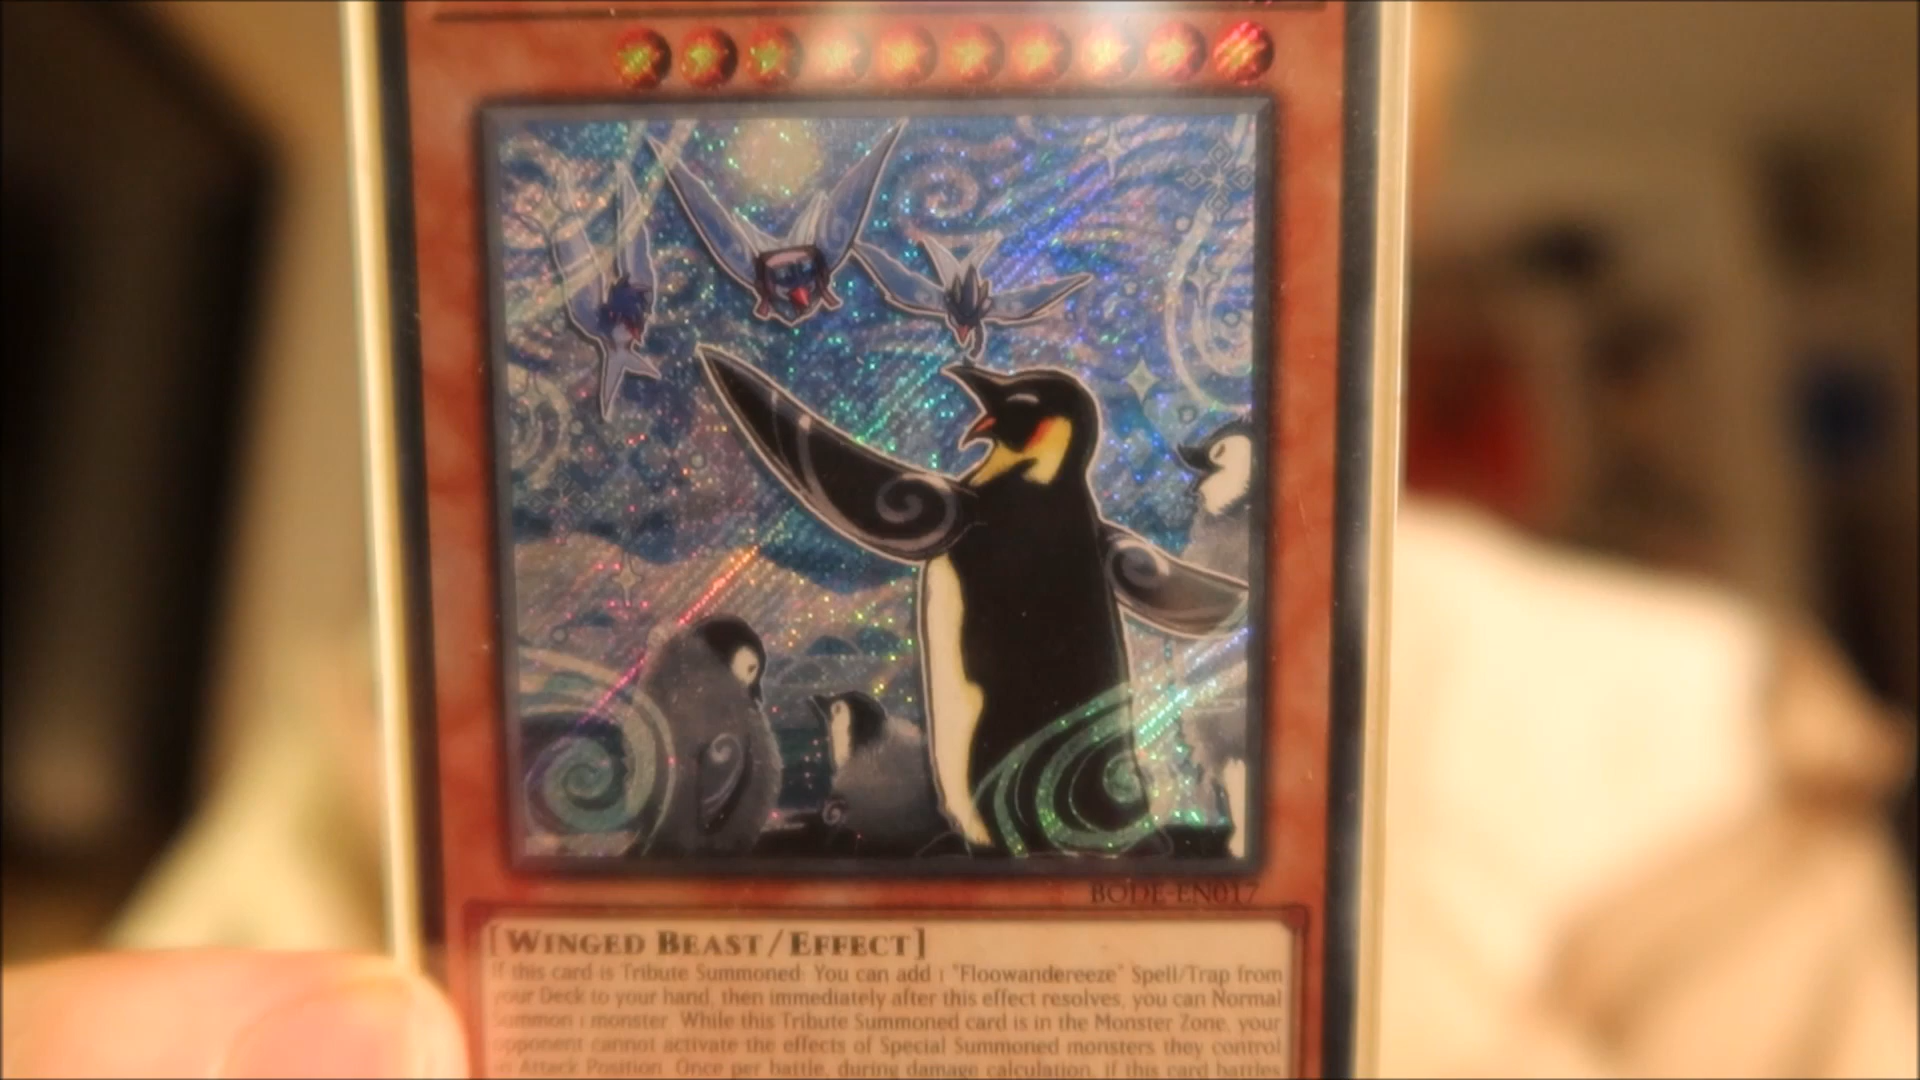 BODE-EN017
[WINGED BEAST/EFFECT]
If this card is Tribute Summoned: You can add 1 "Floowandereeze" Spell/Trap from
your Deck to your hand, then immediately after this effect resolves, you can Normal
Summon 1 monster. While this Tribute Summoned card is in the Monster Zone, your
opponent cannot activate the effects of Special Summoned monsters they control
in Attack Position. Once per battle, during damage calculation, if this card battles